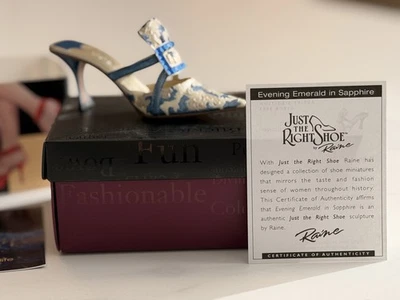 Evening Emerald in Sapphire
JUST
THE
RIGHT SHOE
by Raine
With Just the Right Shoe Raine has
designed a collection of shoe miniatures
that mirrors the taste and fashion
sense of women throughout history.
This Certificate of Authenticity affirms
that Evening Emerald in Sapphire is an
authentic Just the Right Shoe sculpture
by Raine.
Raine
CERTIFICATE OF AUTHENTICITY
Fun
Fashionable